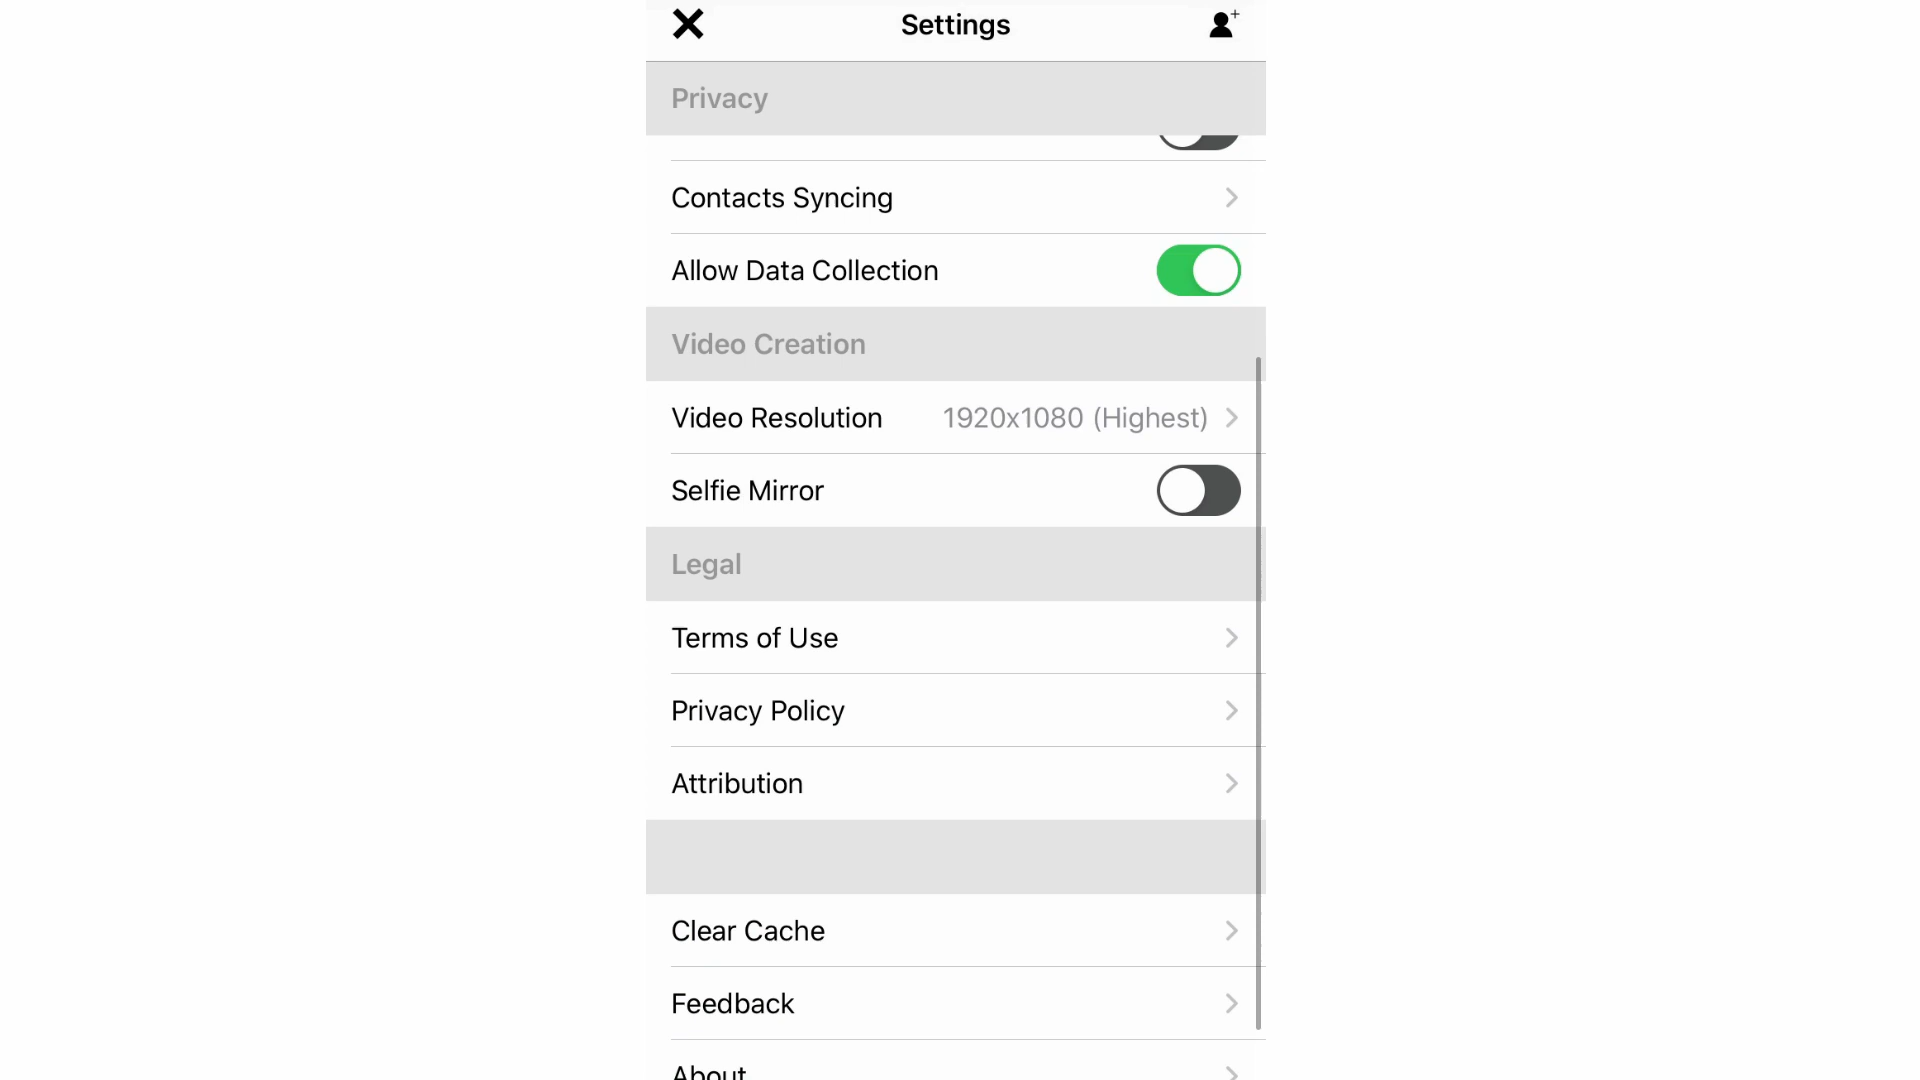 Settings
Privacy
Contacts Syncing
Allow Data Collection
Video Creation
Video Resolution 1920x1080 (Highest)
Selfie Mirror
Legal
Terms of Use
Privacy Policy
Attribution
Clear Cache
Feedback
About